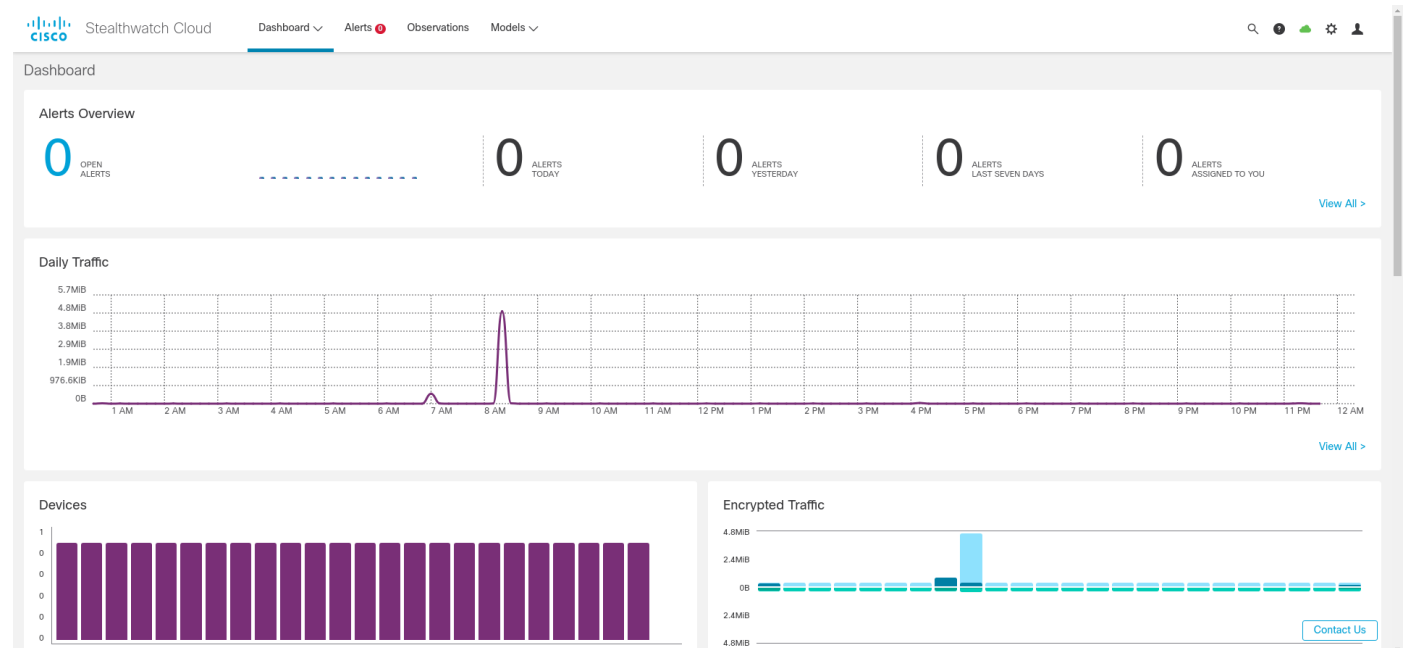 CISCO Stealthwatch Cloud Dashboard Alerts 0 Observations Models
Dashboard
Alerts Overview
0 OPEN ALERTS
0 ALERTS TODAY
0 ALERTS YESTERDAY
0 ALERTS LAST SEVEN DAYS
0 ALERTS ASSIGNED TO YOU
View All >
Daily Traffic
5.7MiB
4.8MiB
3.8MiB
2.9MiB
1.9MiB
976.6KiB
0B
1 AM 2 AM 3 AM 4 AM 5 AM 6 AM 7 AM 8 AM 9 AM 10 AM 11 AM 12 PM 1 PM 2 PM 3 PM 4 PM 5 PM 6 PM 7 PM 8 PM 9 PM 10 PM 11 PM 12 AM
View All >
Devices
1
0
0
0
0
0
Encrypted Traffic
4.8MiB
2.4MiB
0B
2.4MiB
4.8MiB
Contact Us